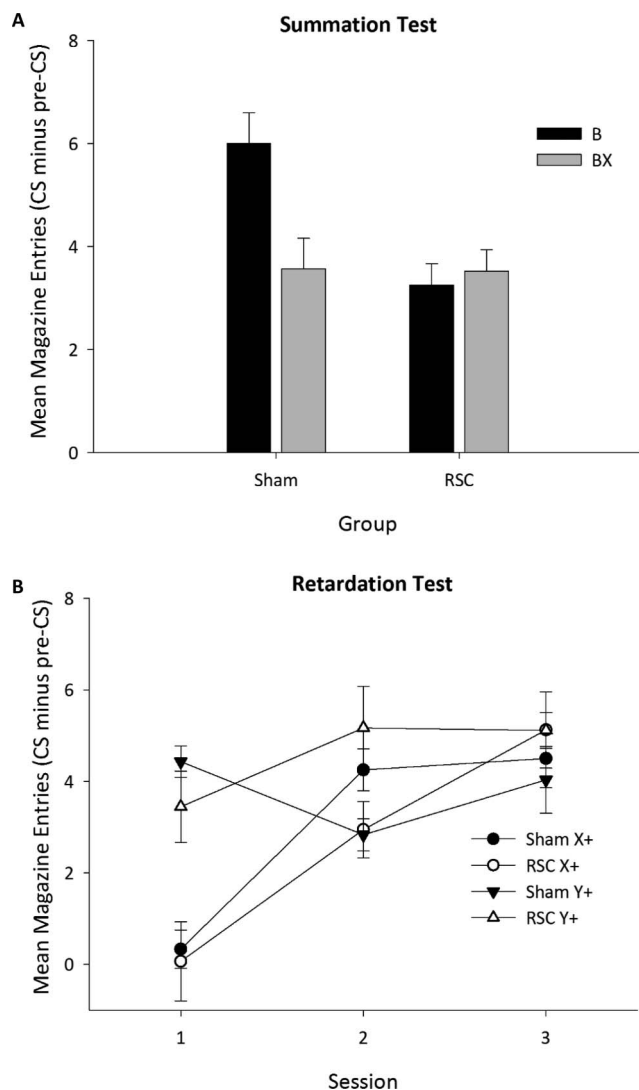 A
Summation Test
Mean Magazine Entries (CS minus pre-CS)
8
6
4
2
0
B
BX
Sham
RSC
Group
B
Retardation Test
Mean Magazine Entries (CS minus pre-CS)
8
6
4
2
0
Sham X+
RSC X+
Sham Y+
RSC Y+
1
2
3
Session